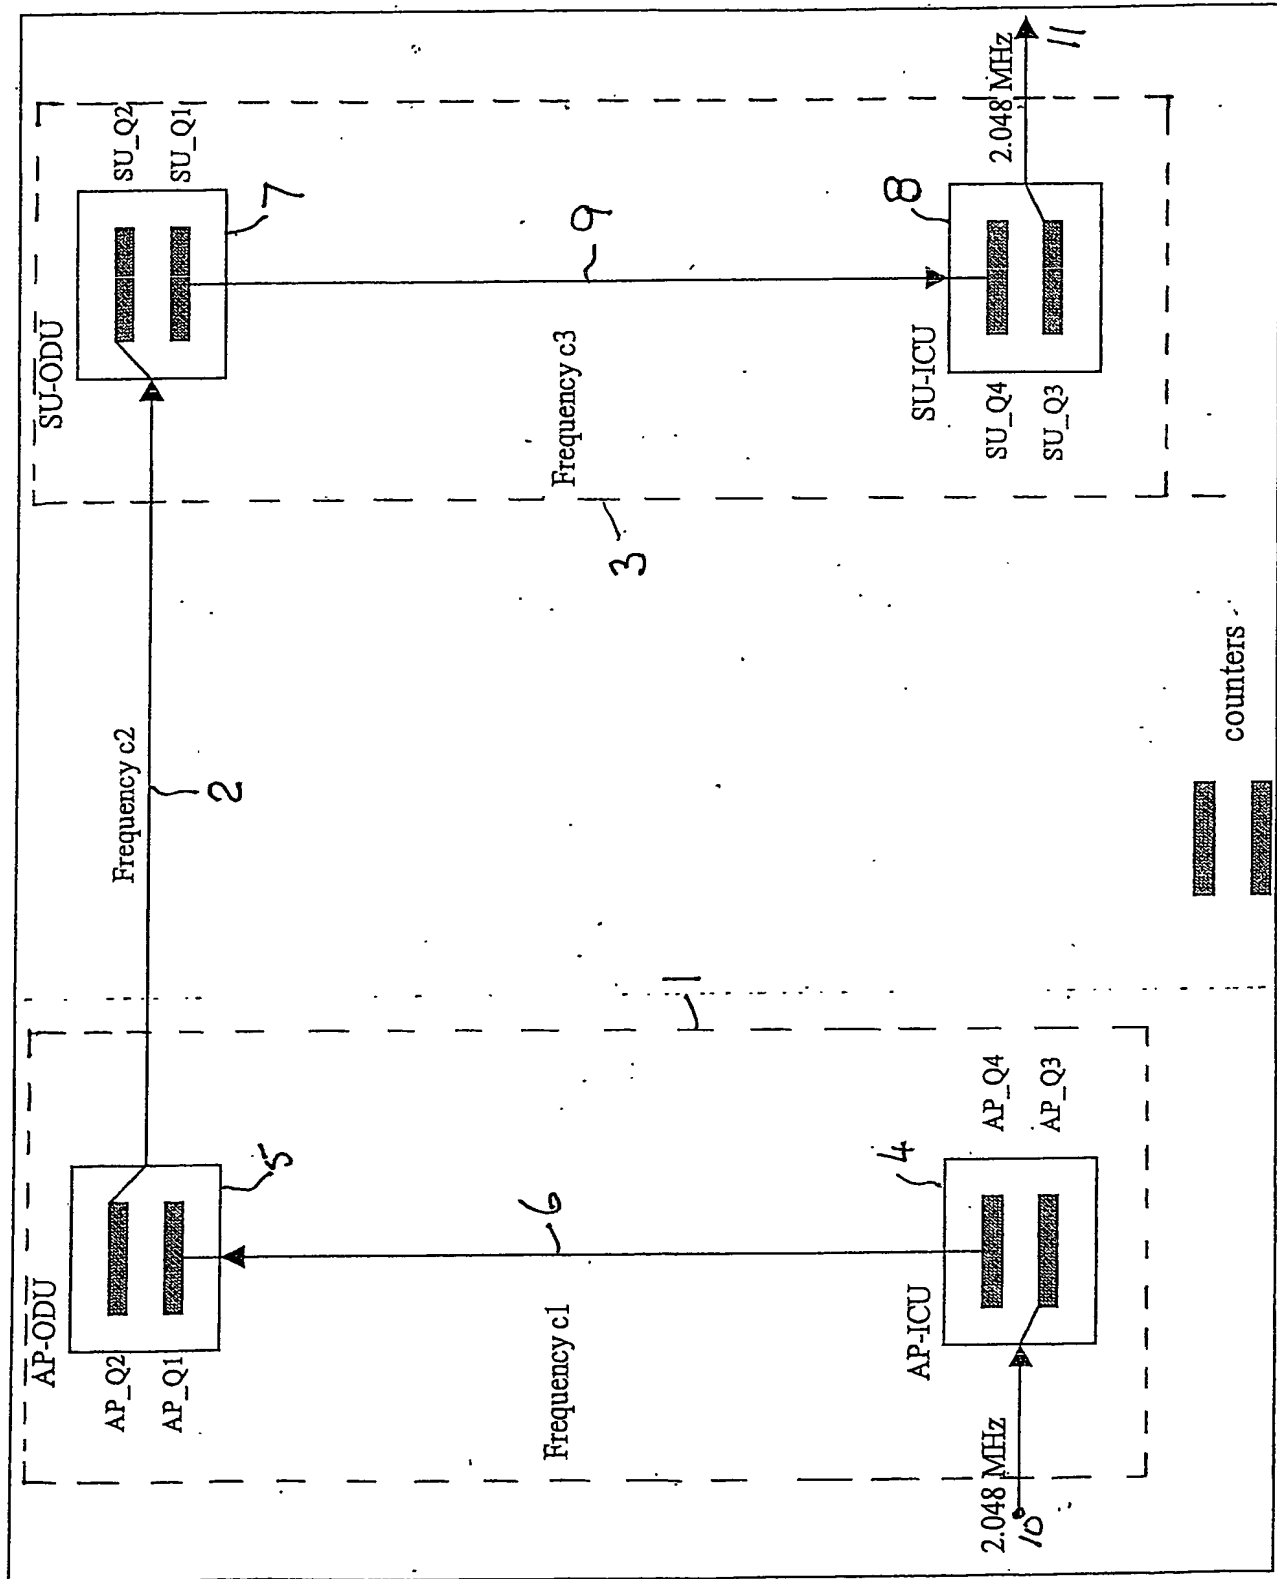 AP-ODU
AP_Q2
AP_Q1
5
Frequency c2
2
SU-ODU
SU_Q2
SU_Q1
7
6
Frequency c1
1
3
Frequency c3
9
AP-ICU
4
AP_Q4
AP_Q3
2.048 MHz
10
SU-ICU
8
SU_Q4
SU_Q3
2.048 MHz
11
counters